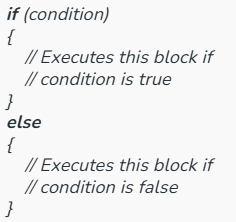 if (condition)
{
// Executes this block if
// condition is true
}
else
{
// Executes this block if
// condition is false
}